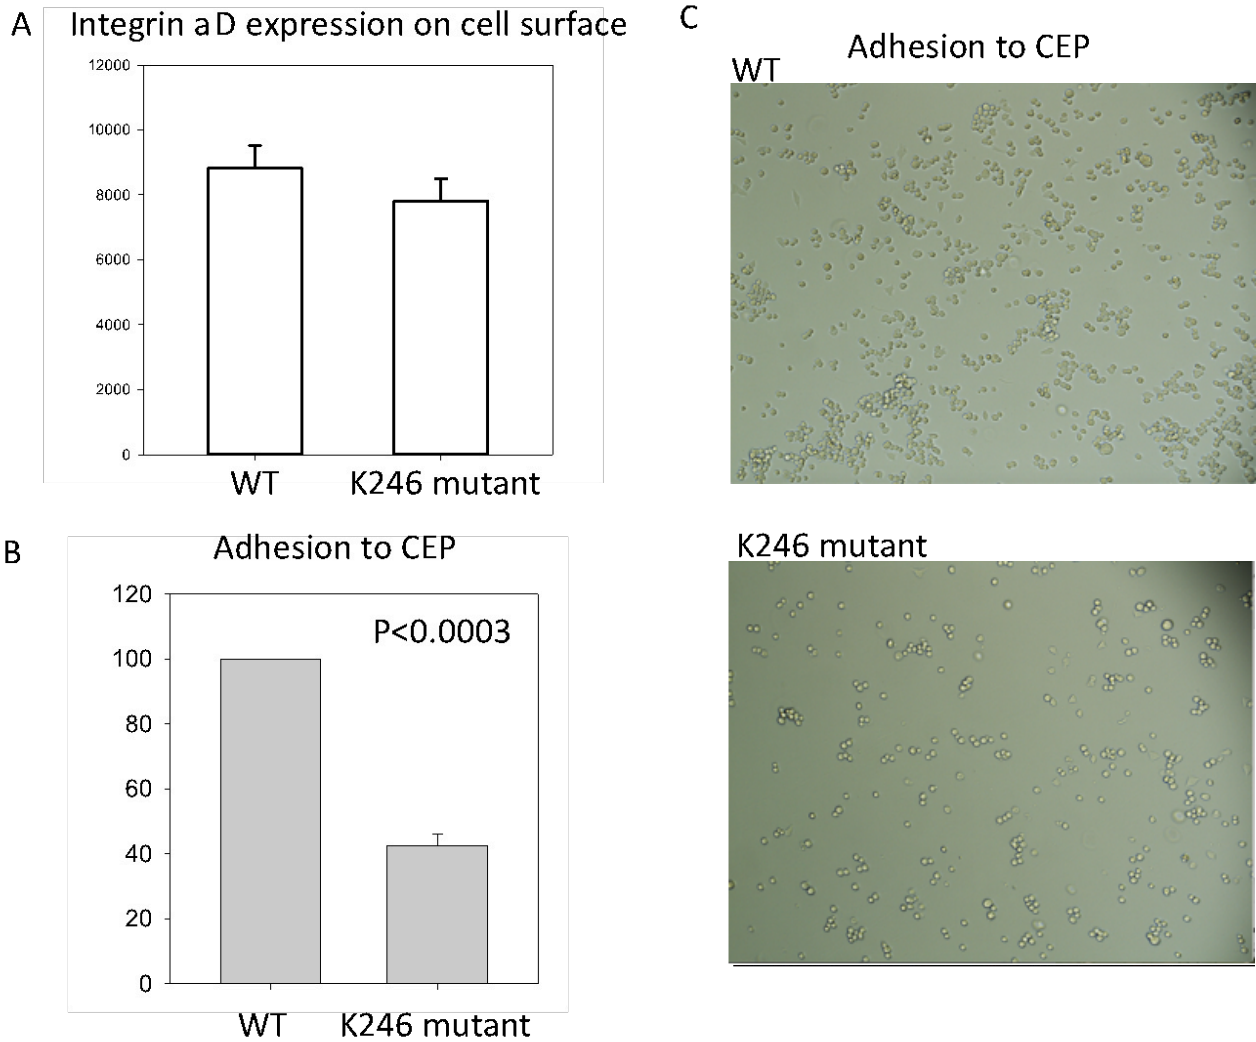 A
Integrin aD expression on cell surface
12000
10000
8000
6000
4000
2000
0
WT
K246 mutant
B
Adhesion to CEP
120
100
80
60
40
20
0
P<0.0003
WT
K246 mutant
C
Adhesion to CEP
WT
K246 mutant